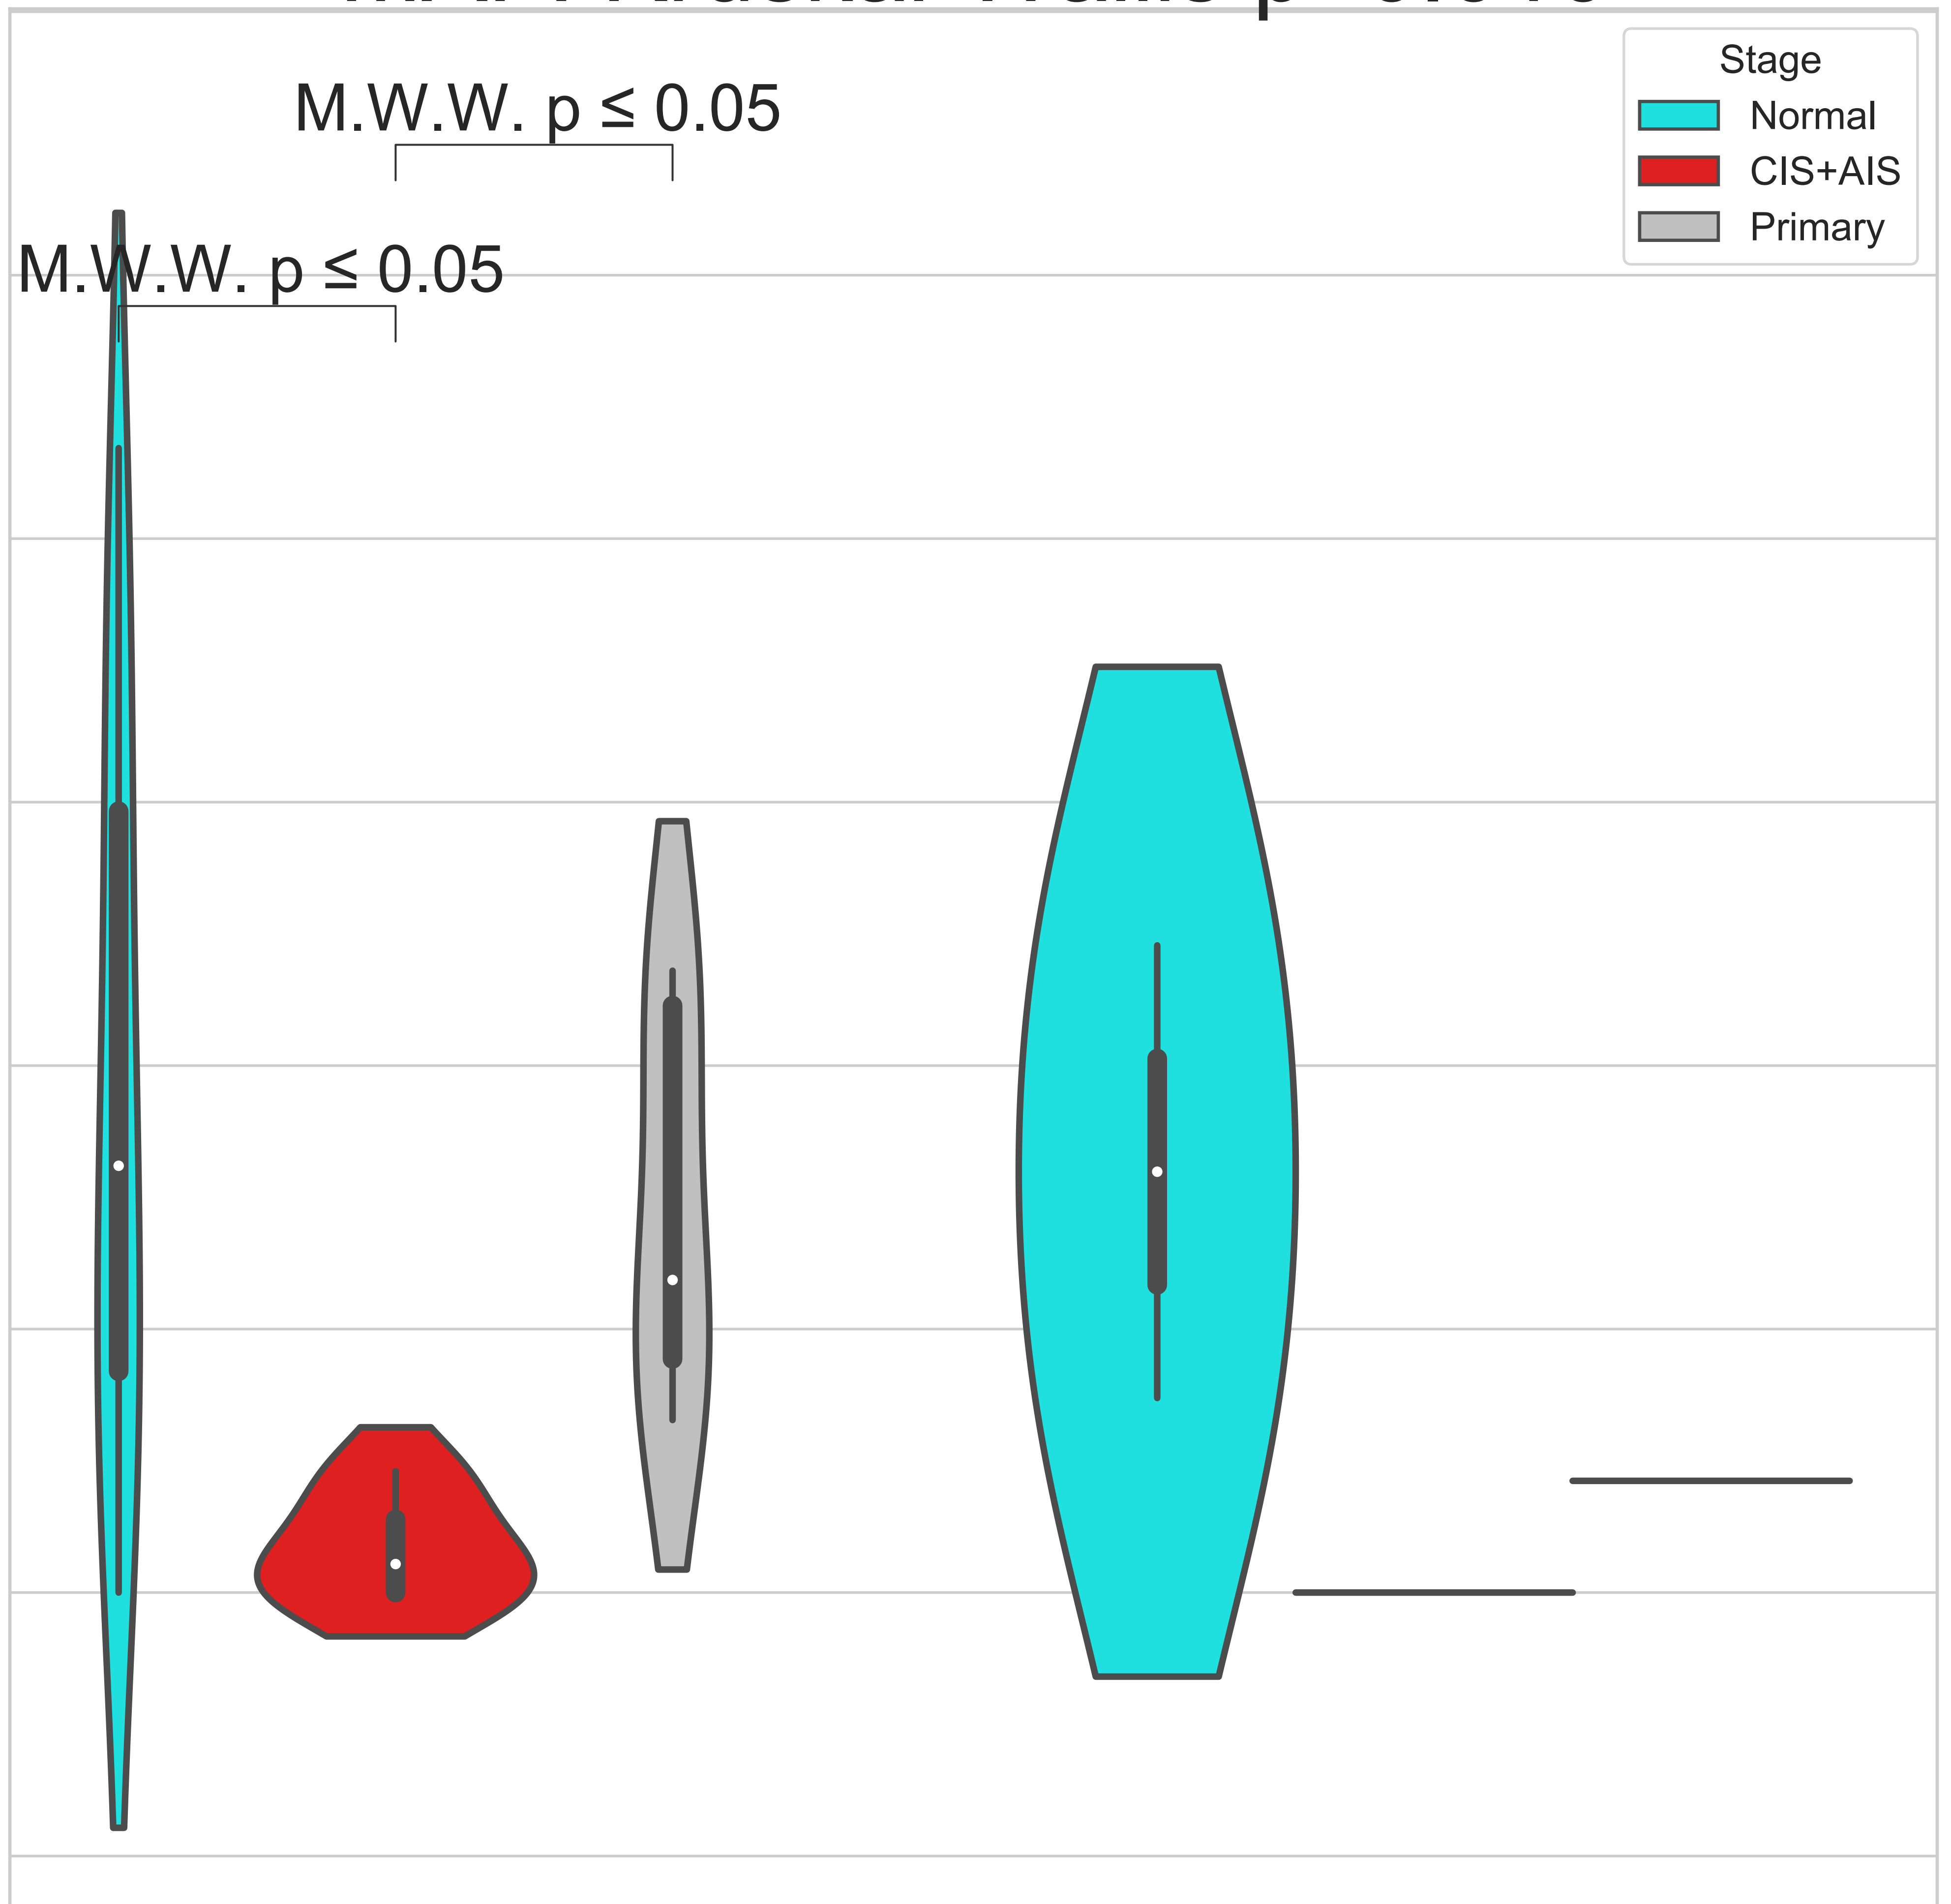 M.W.W. p ≤ 0.05
M.W.W. p ≤ 0.05
Stage
Normal
CIS+AIS
Primary